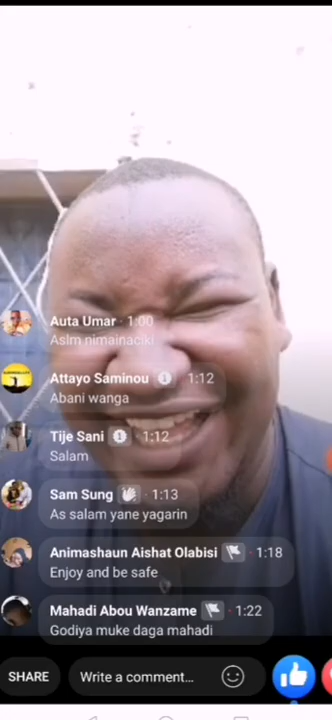 Auta Umar · 1:00
Aslm nimainaciki
Attayo Saminou · 1:12
Abani wanga
Tije Sani · 1:12
Salam
Sam Sung · 1:13
As salam yane yagarin
Animashaun Aishat Olabisi · 1:18
Enjoy and be safe
Mahadi Abou Wanzame · 1:22
Godiya muke daga mahadi
SHARE
Write a comment…